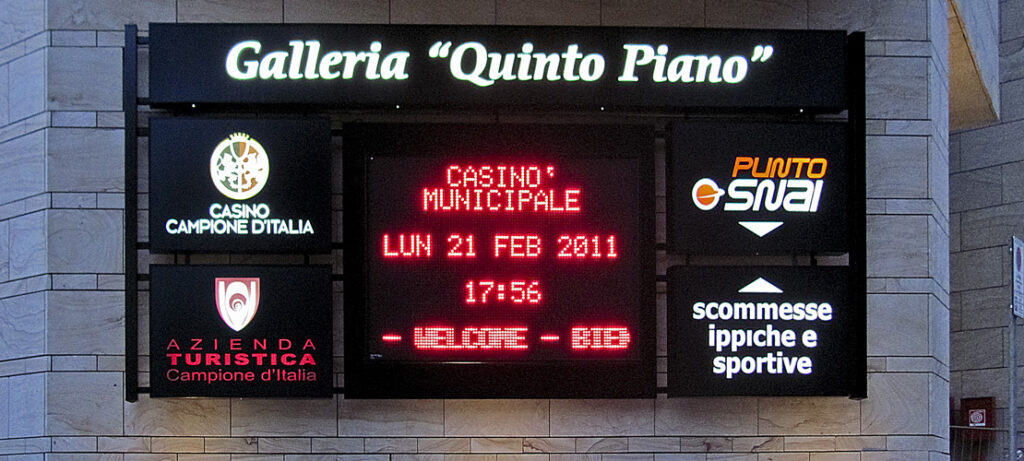 Galleria “Quinto Piano”
CASINO
CAMPIONE D'ITALIA
AZIENDA
TURISTICA
Campione d'Italia
CASINO'
MUNICIPALE
LUN 21 FEB 2011
17:56
- WELCOME -
PUNTO
SNAI
scommesse
ippiche e
sportive